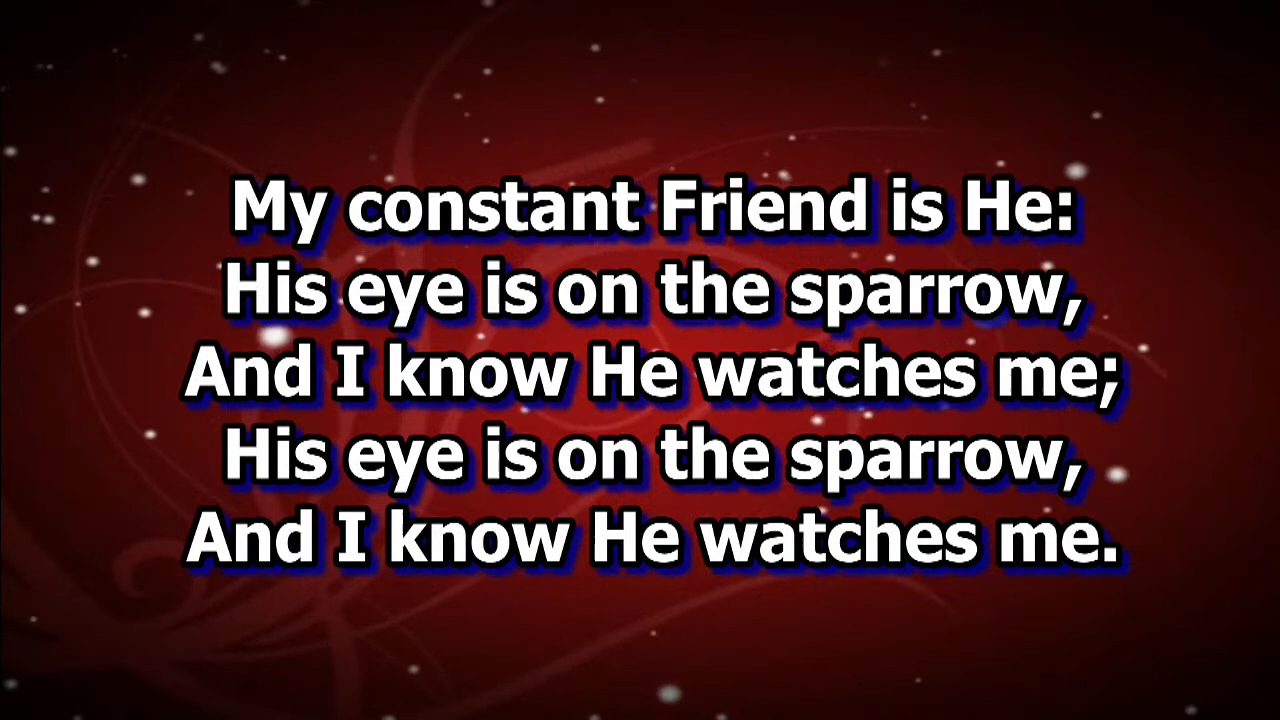 My constant Friend is He:
His eye is on the sparrow,
And I know He watches me;
His eye is on the sparrow,
And I know He watches me.